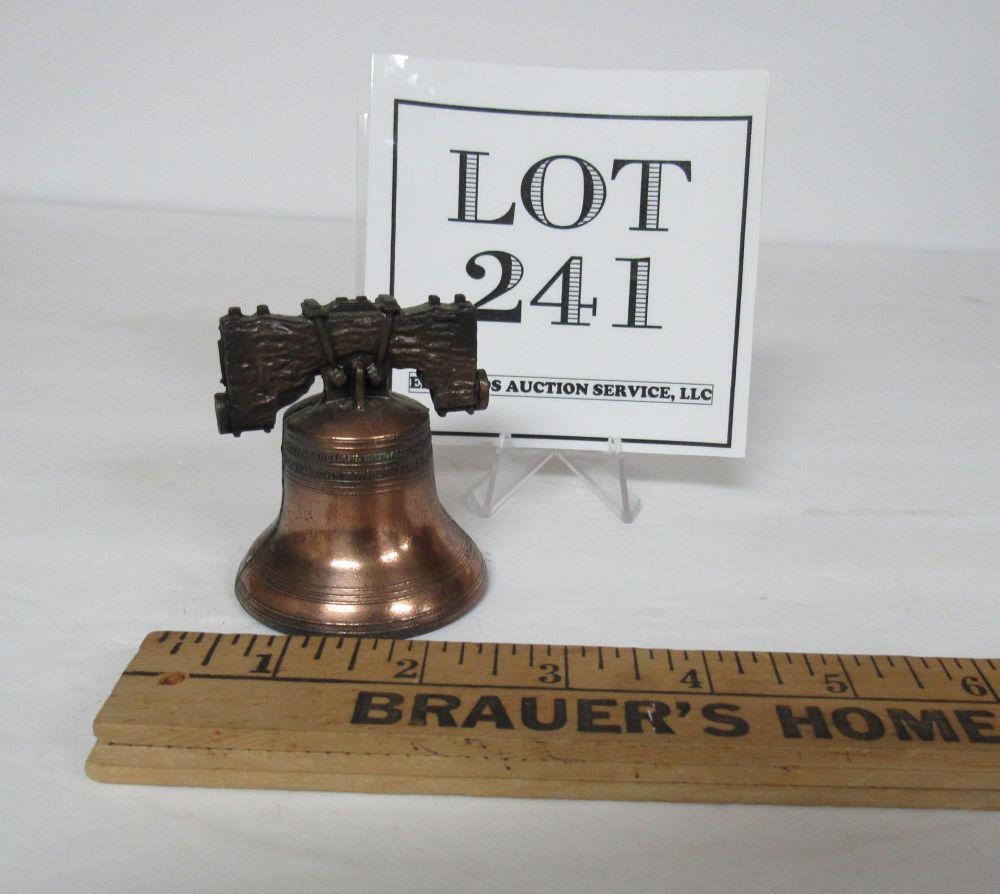 LOT
241
AUCTION SERVICE, LLC
1 2 3 4 5 6
BRAUER'S HOME